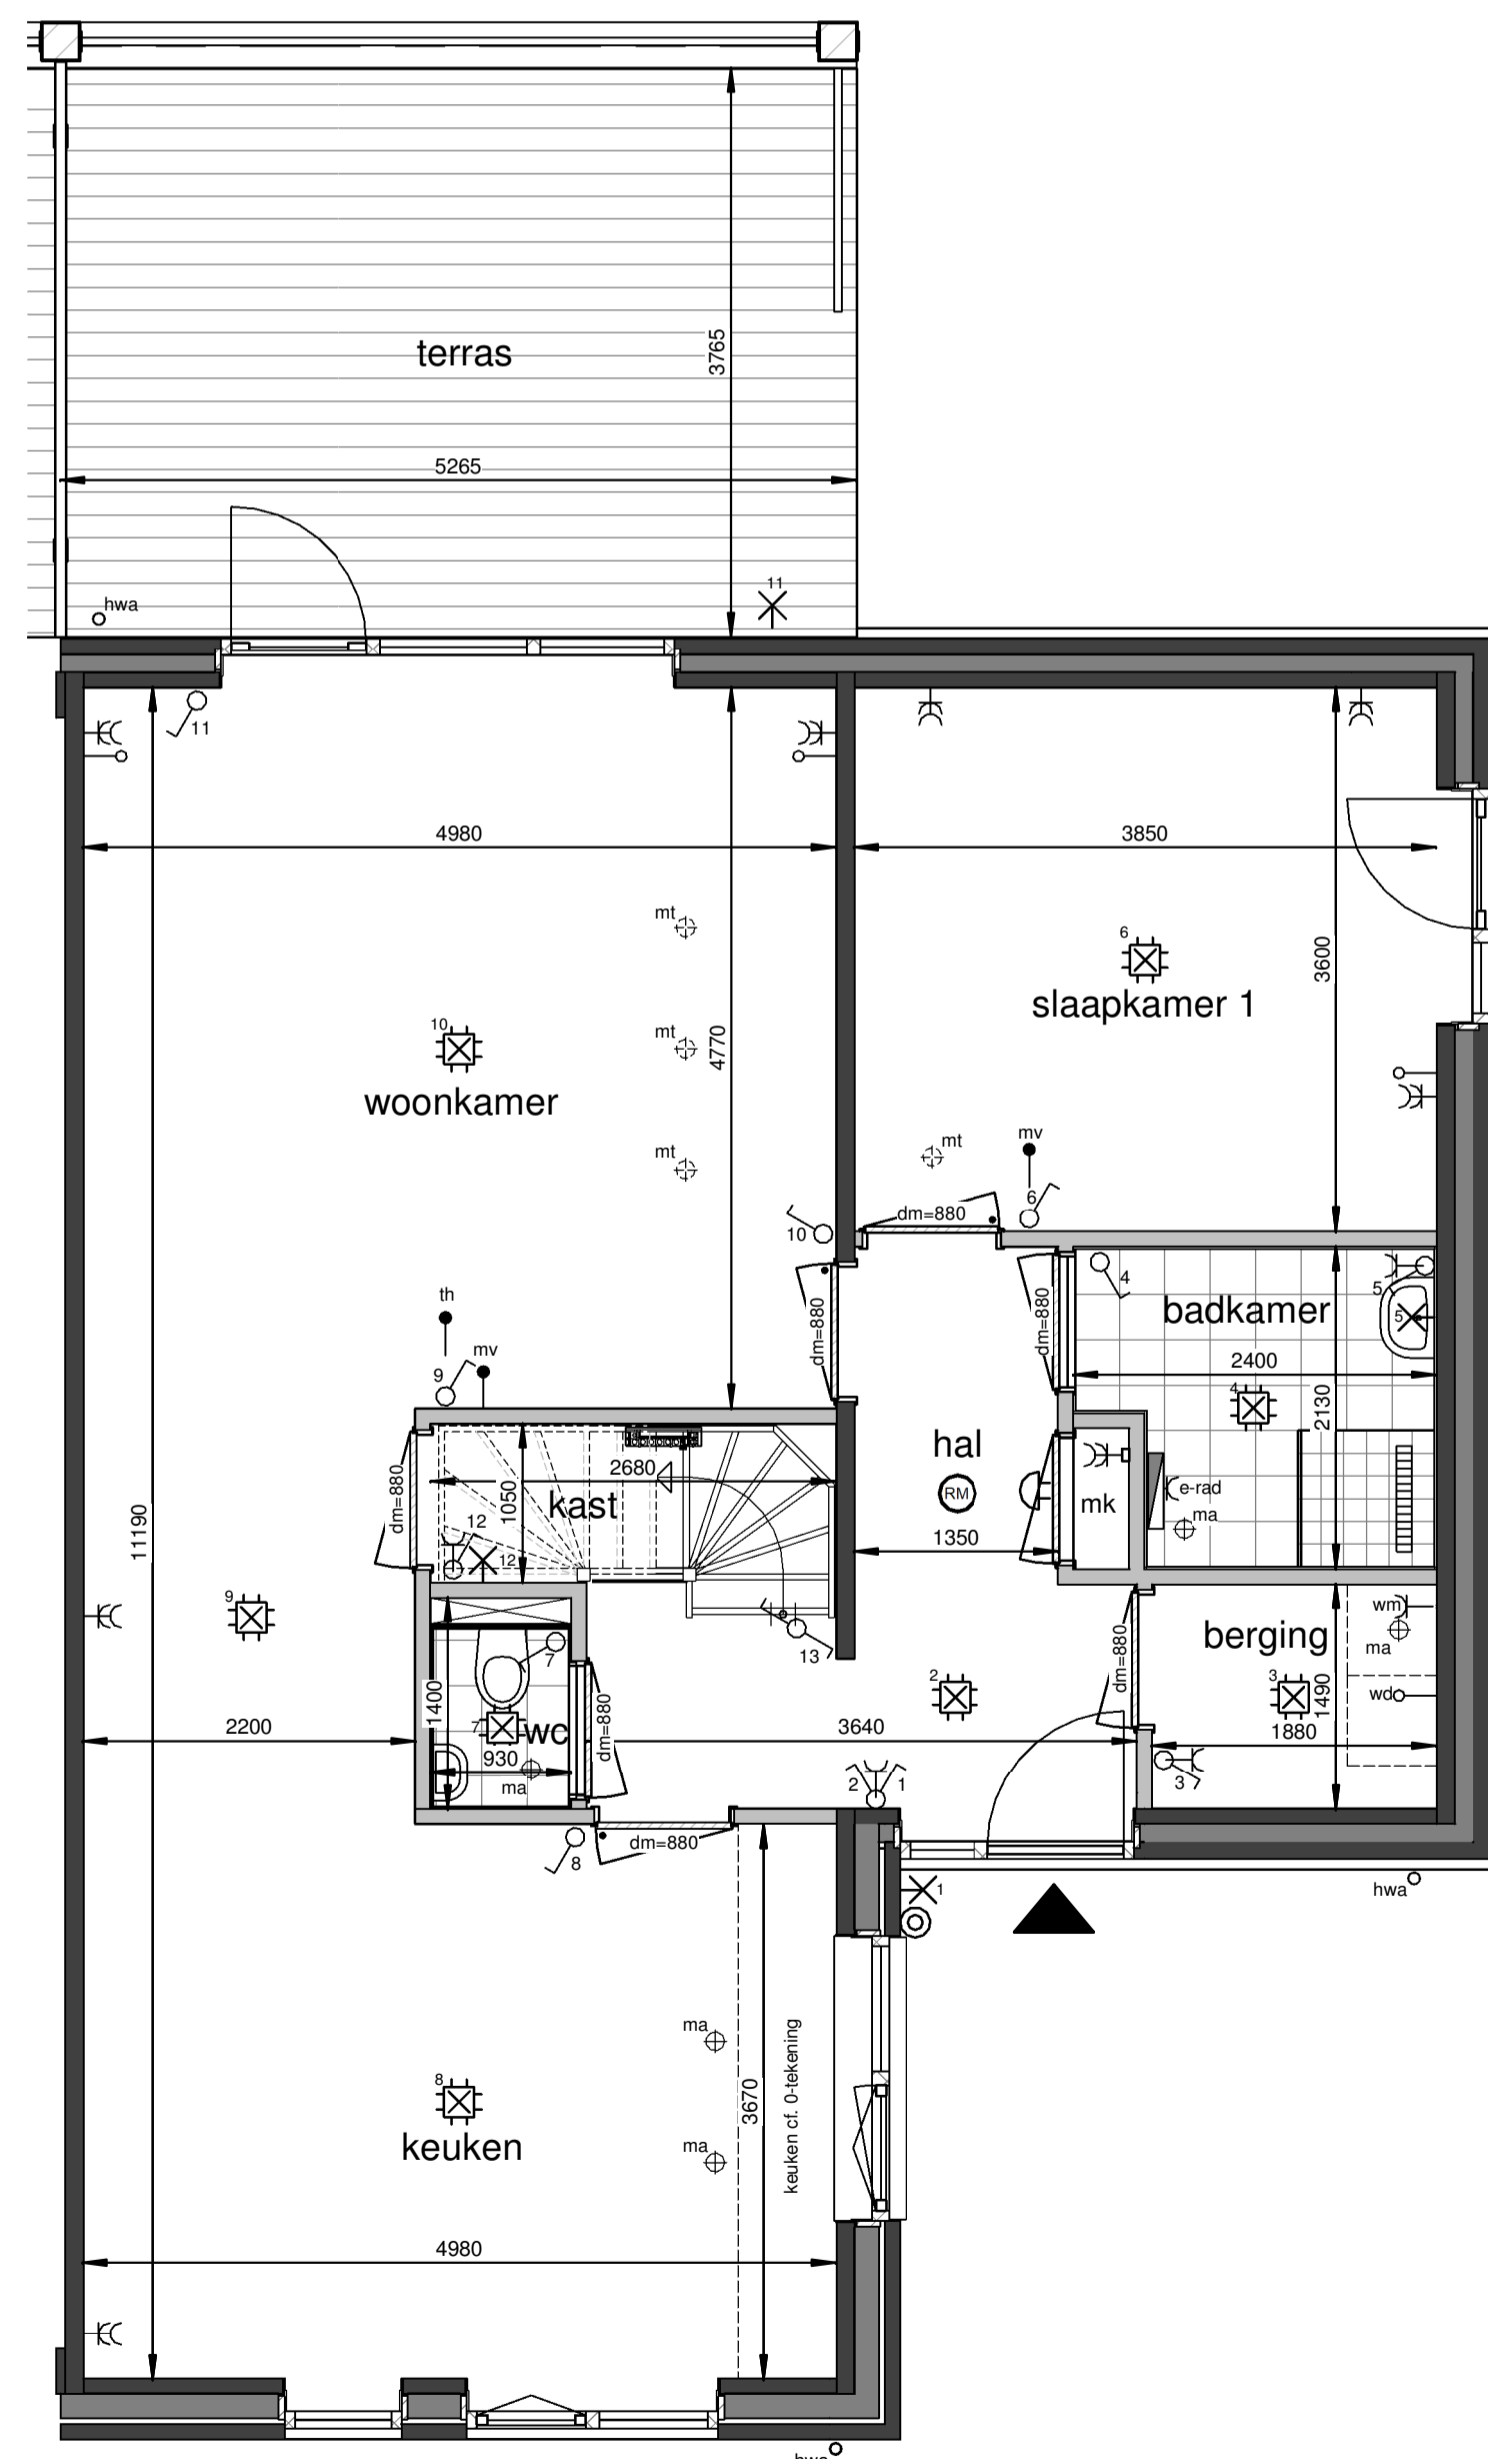 terras
3765
5265
hwa
11
11
4980
3850
mt
6
3600
slaapkamer 1
10
mt
4770
woonkamer
mt
mt
mv
6
10
dm=880
th
mv
9
dm=880
dm=880
4
5
5
badkamer
2400
4
2130
hal
RM
1350
mk
e-rad
ma
dm=880
2680
1050
kast
12
12
11190
9
13
7
1400
7
wc
930
ma
dm=880
2200
3640
2
dm=880
berging
wm
ma
3
1490
wd
1880
3
2
1
8
dm=880
1
hwa
ma
3670
keuken cf. 0-tekening
8
keuken
ma
4980
hwa